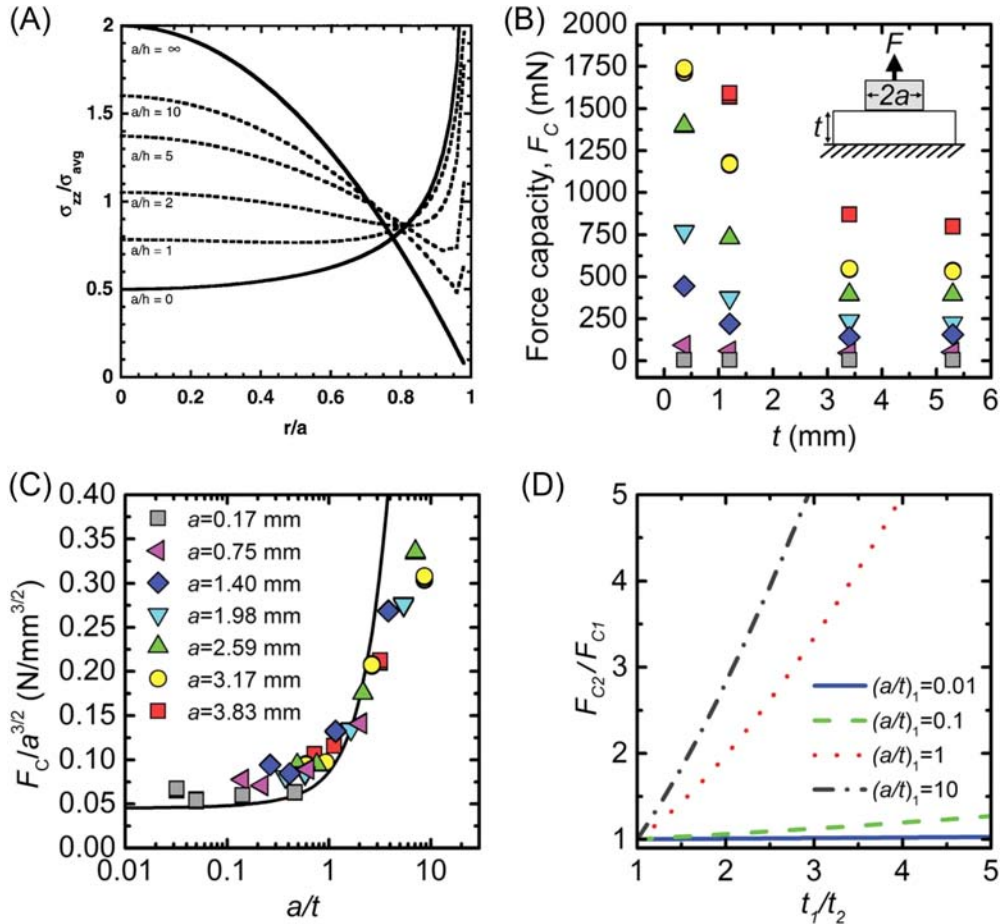 (A)
2
1.5
1
0.5
0
σzz/σavg
a/h = ∞
a/h = 10
a/h = 5
a/h = 2
a/h = 1
a/h = 0
0
0.2
0.4
0.6
0.8
1
r/a
(B)
1750
1500
1250
1000
750
500
250
0
Force capacity, FC (mN)
F
2a
t
0
1
2
3
4
5
6
t (mm)
(C)
0.40
0.35
0.30
0.25
0.20
0.15
0.10
0.05
0.00
FC/a^3/2 (N/mm^3/2)
a=0.17 mm
a=0.75 mm
a=1.40 mm
a=1.98 mm
a=2.59 mm
a=3.17 mm
a=3.83 mm
0.01
0.1
1
10
a/t
(D)
5
4
3
2
1
FC2/FC1
(a/t)1=0.01
(a/t)1=0.1
(a/t)1=1
(a/t)1=10
1
2
3
4
5
t1/t2